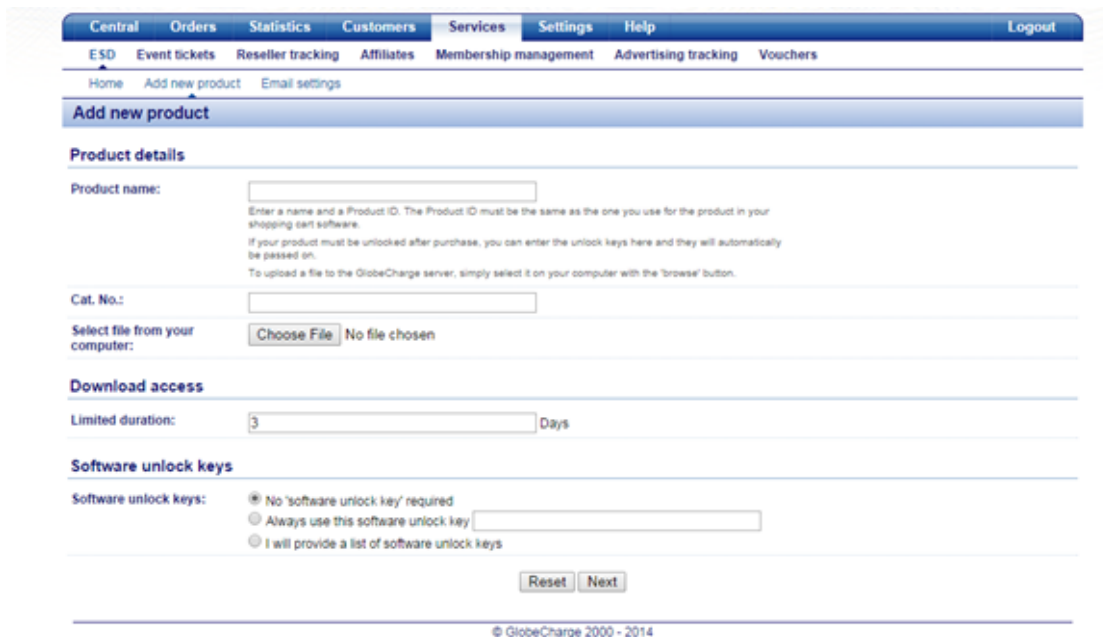 Central Orders Statistics Customers Services Settings Help Logout
ESD Event tickets Reseller tracking Affiliates Membership management Advertising tracking Vouchers
Home Add new product Email settings
Add new product
Product details
Product name:
Enter a name and a Product ID. The Product ID must be the same as the one you use for the product in your
shopping cart software.
If your product must be unlocked after purchase, you can enter the unlock keys here and they will automatically
be passed on.
To upload a file to the GlobeCharge server, simply select it on your computer with the 'browse' button.
Cat. No.:
Select file from your
computer:
Choose File No file chosen
Download access
Limited duration: 3 Days
Software unlock keys
Software unlock keys: No 'software unlock key' required
Always use this software unlock key
I will provide a list of software unlock keys
Reset Next
© GlobeCharge 2000 - 2014